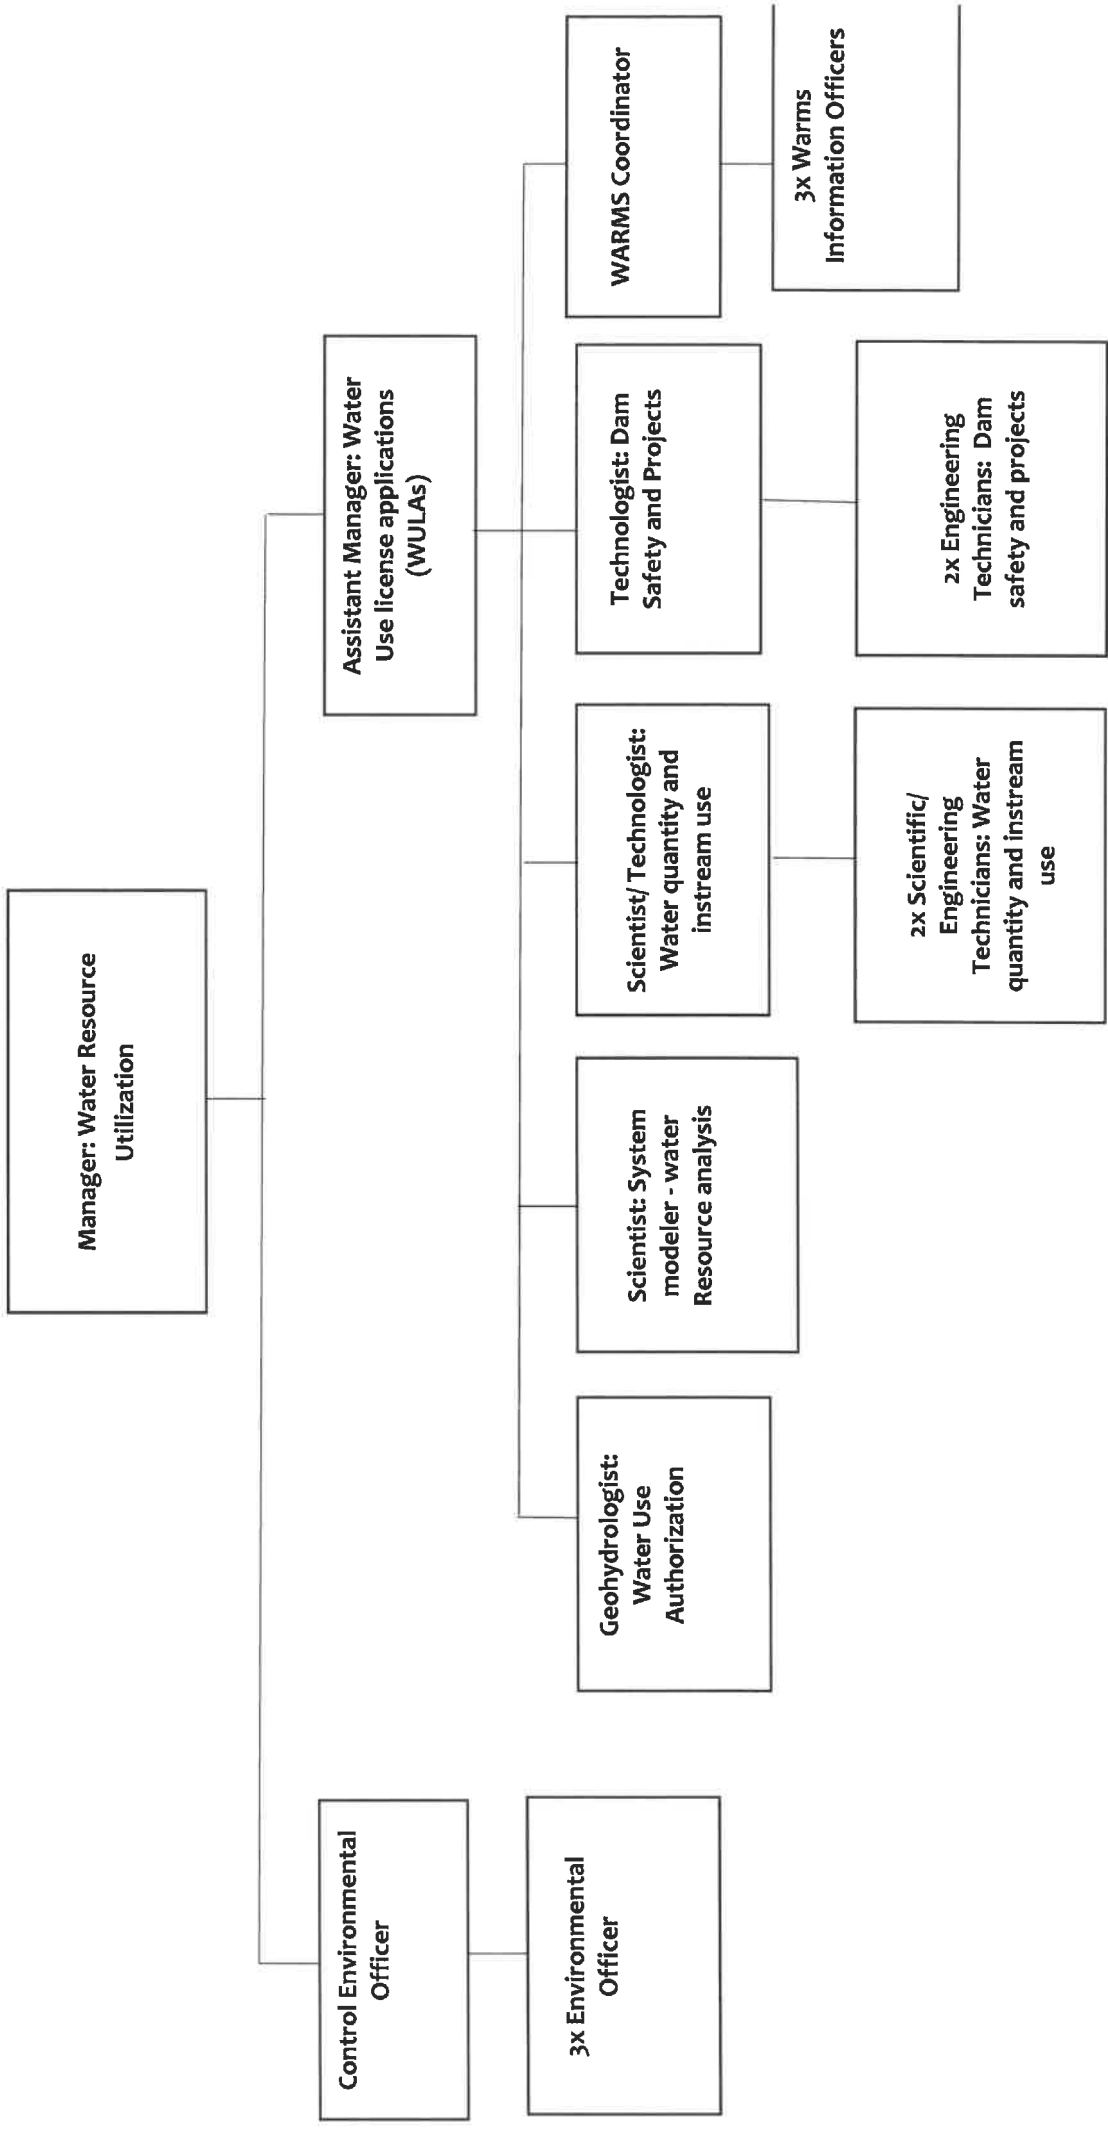 Manager: Water Resource
Utilization
Control Environmental
Officer
Assistant Manager: Water
Use license applications
(WULAs)
3x Environmental
Officer
Geohydrologist:
Water Use
Authorization
Scientist: System
modeler - water
Resource analysis
Scientist/ Technologist:
Water quantity and
instream use
Technologist: Dam
Safety and Projects
WARMS Coordinator
2x Scientific/
Engineering
Technicians: Water
quantity and instream
use
2x Engineering
Technicians: Dam
safety and projects
3x Warms
Information Officers